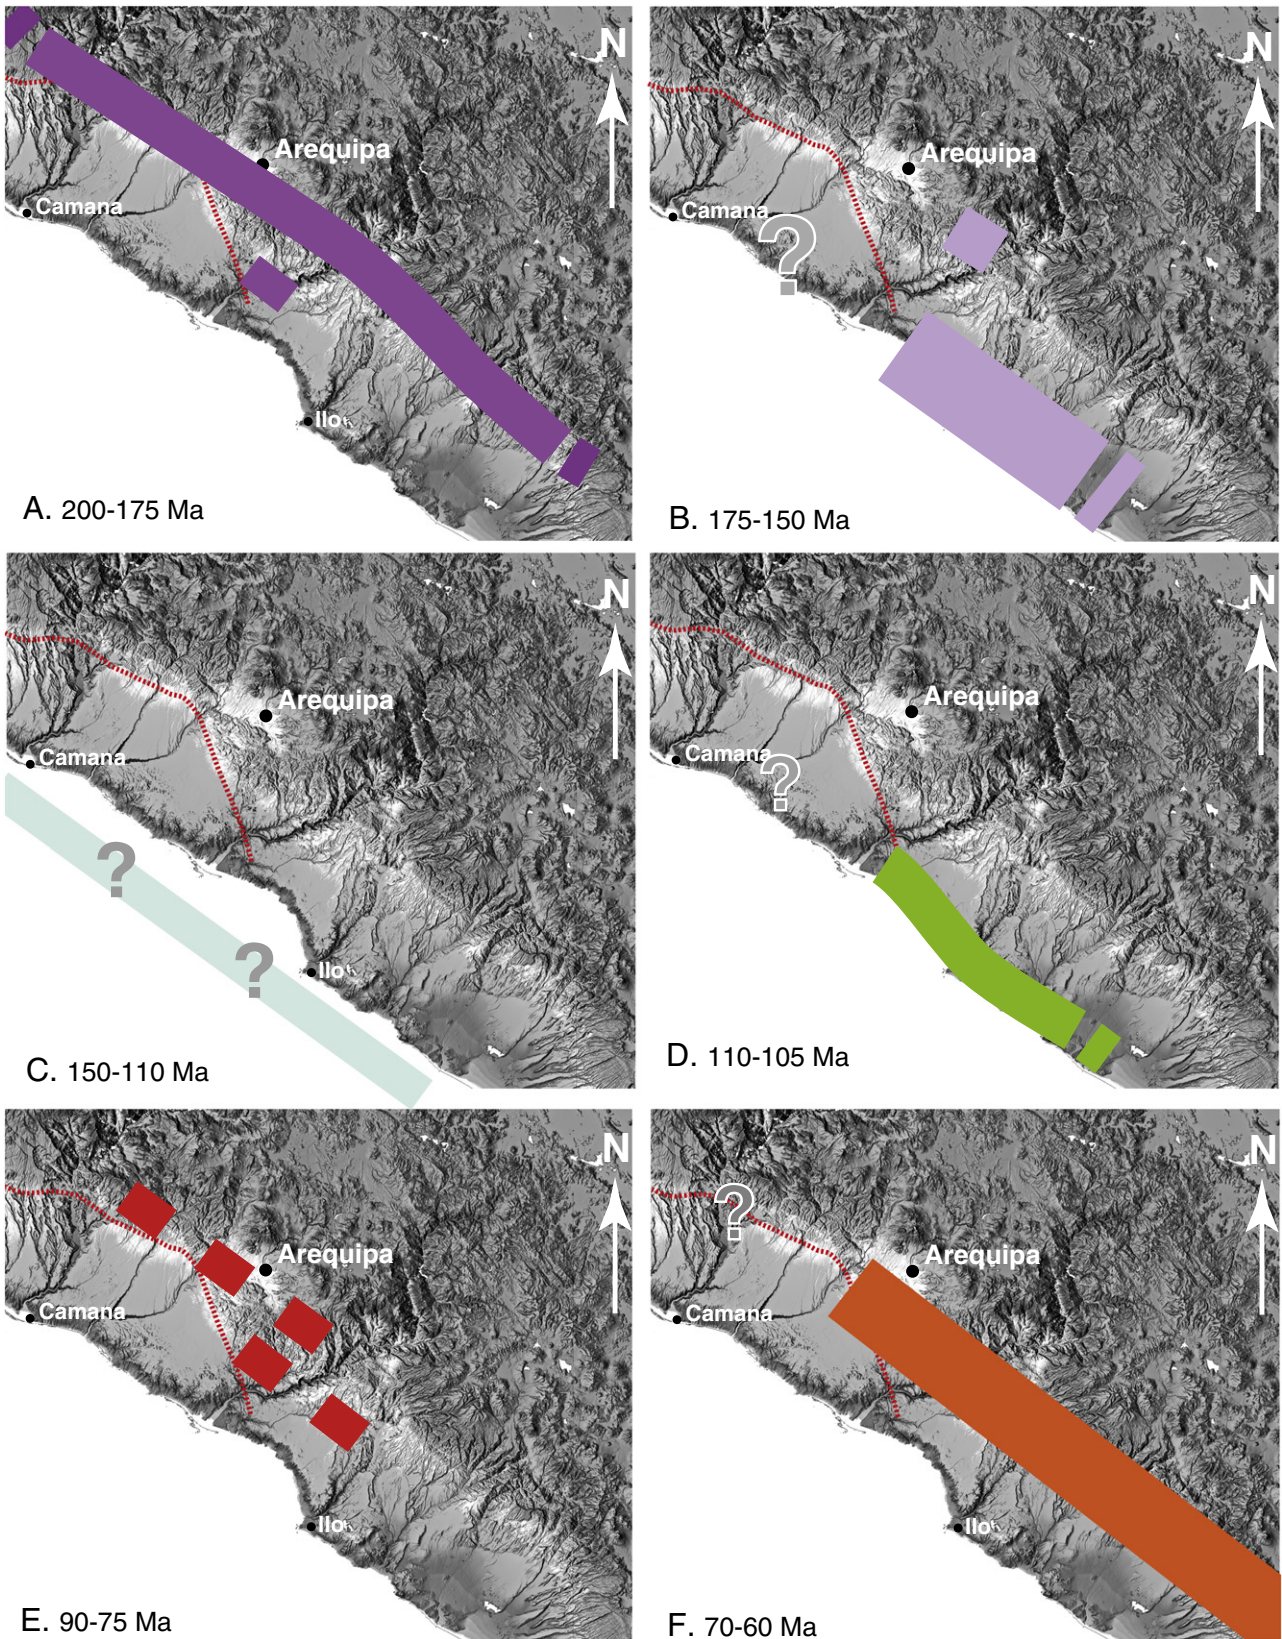 N
Arequipa
Camana
Ilo
A. 200-175 Ma
N
Arequipa
Camana
?
B. 175-150 Ma
N
Arequipa
Camana
?
?
Ilo
C. 150-110 Ma
N
Arequipa
Camana
?
D. 110-105 Ma
N
Arequipa
Camana
Ilo
E. 90-75 Ma
N
?
Arequipa
Camana
Ilo
F. 70-60 Ma